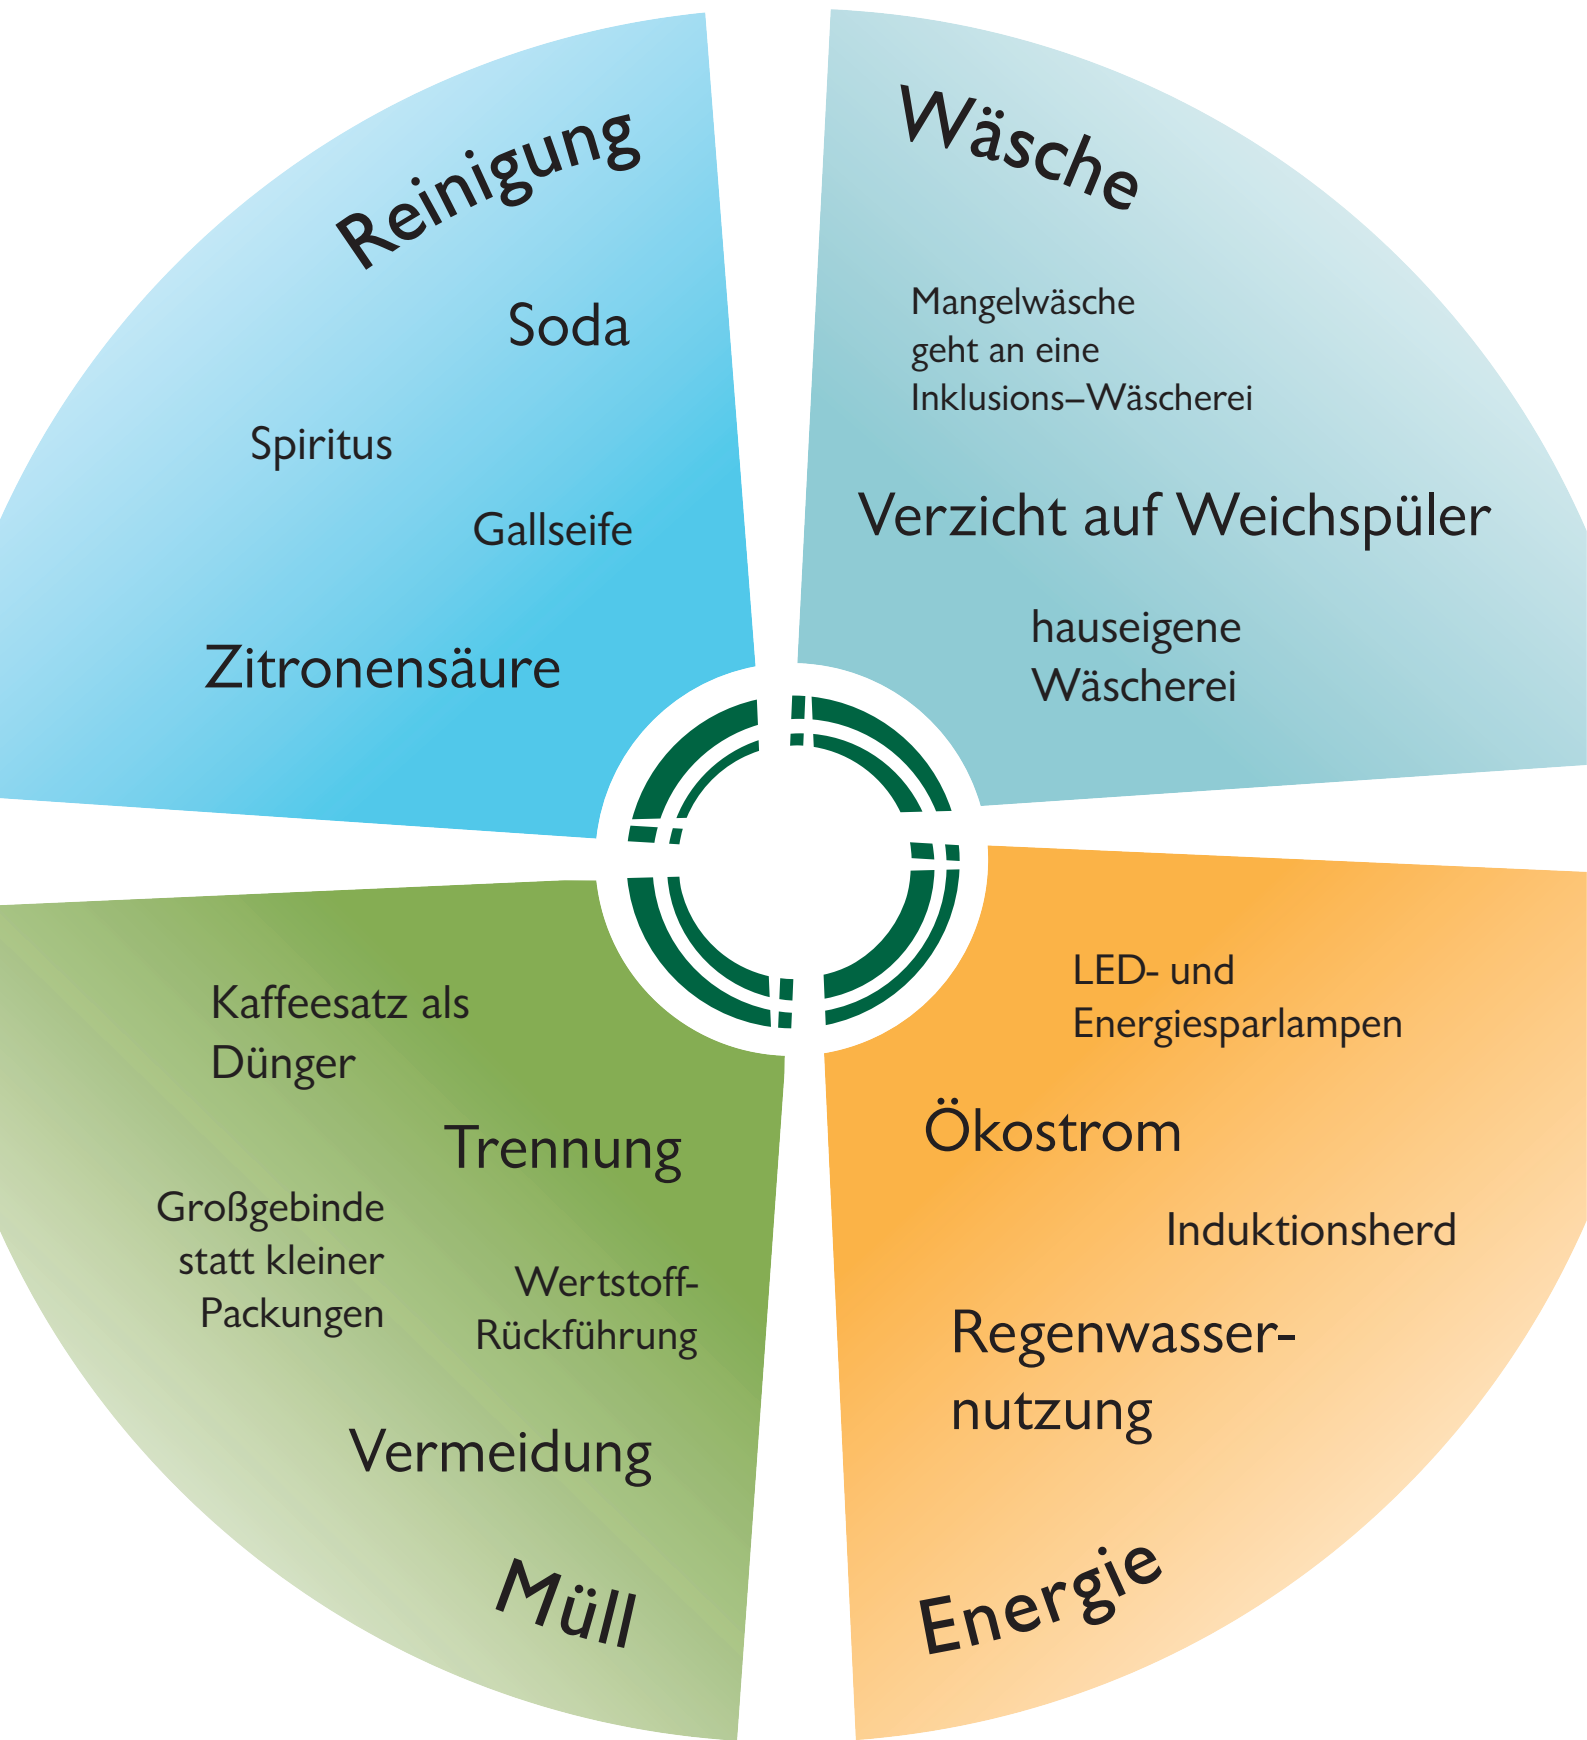 Reinigung
Soda
Spiritus
Gallseife
Zitronensäure
Wäsche
Mangelwäsche
geht an eine
Inklusions–Wäscherei
Verzicht auf Weichspüler
hauseigene
Wäscherei
Kaffeesatz als
Dünger
Trennung
Großgebinde
statt kleiner
Packungen
Wertstoff-
Rückführung
Vermeidung
Müll
LED- und
Energiesparlampen
Ökostrom
Induktionsherd
Regenwasser-
nutzung
Energie